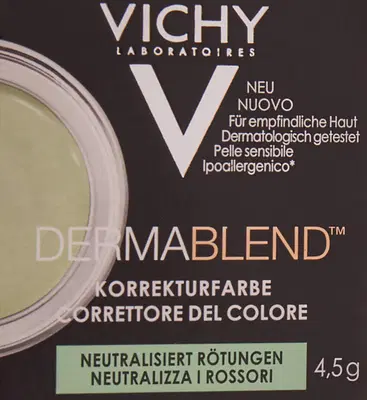 VICHY
LABORATOIRES
V
NEU
NUOVO
Für empfindliche Haut
Dermatologisch getestet
Pelle sensibile
Ipoallergenico*
DERMABLEND™
KORREKTURFARBE
CORRETTORE DEL COLORE
NEUTRALISIERT RÖTUNGEN
NEUTRALIZZA I ROSSORI
4,5g